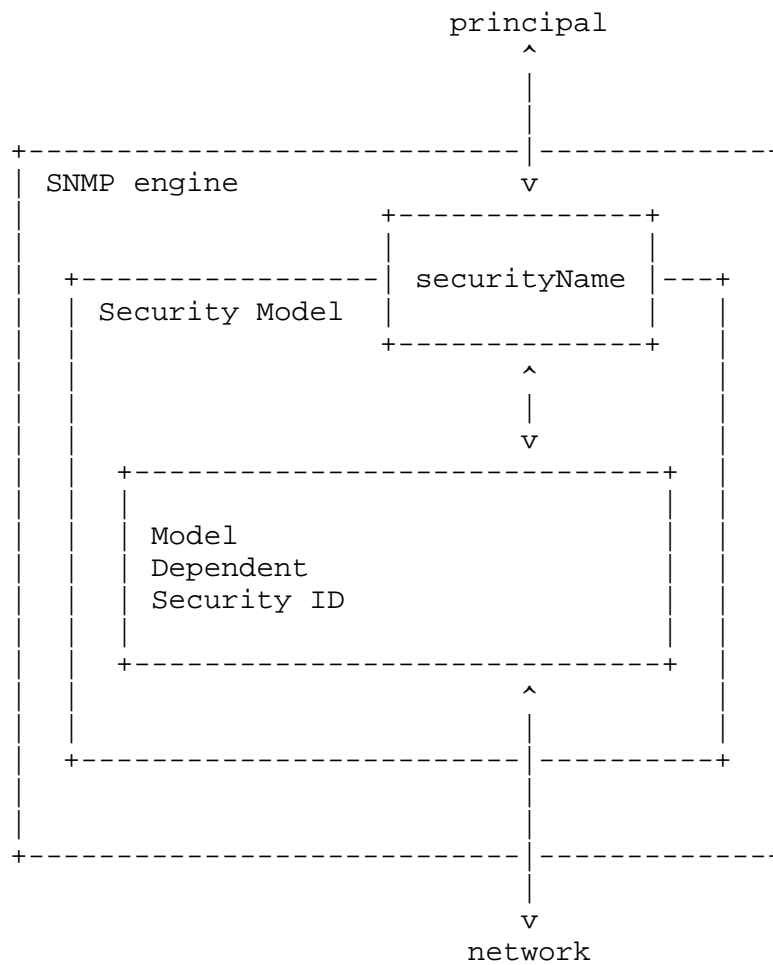 principal
SNMP engine
securityName
Security Model
Model
Dependent
Security ID
network